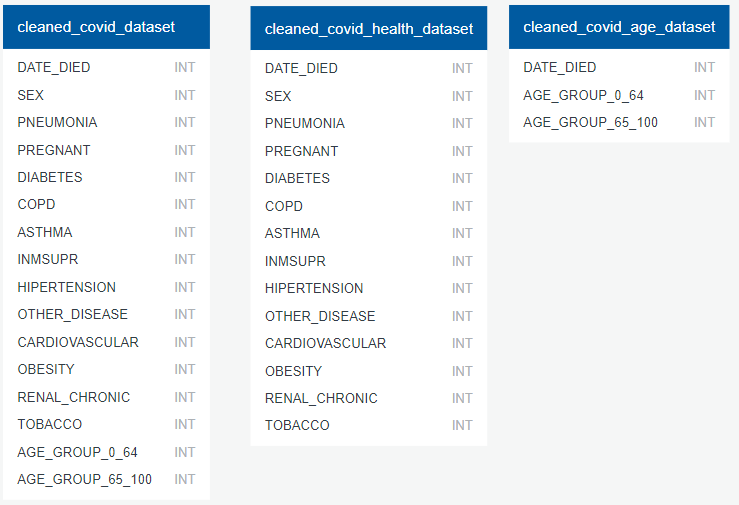 cleaned_covid_dataset
DATE_DIED INT
SEX INT
PNEUMONIA INT
PREGNANT INT
DIABETES INT
COPD INT
ASTHMA INT
INMSUPR INT
HIPERTENSION INT
OTHER_DISEASE INT
CARDIOVASCULAR INT
OBESITY INT
RENAL_CHRONIC INT
TOBACCO INT
AGE_GROUP_0_64 INT
AGE_GROUP_65_100 INT
cleaned_covid_health_dataset
DATE_DIED INT
SEX INT
PNEUMONIA INT
PREGNANT INT
DIABETES INT
COPD INT
ASTHMA INT
INMSUPR INT
HIPERTENSION INT
OTHER_DISEASE INT
CARDIOVASCULAR INT
OBESITY INT
RENAL_CHRONIC INT
TOBACCO INT
cleaned_covid_age_dataset
DATE_DIED INT
AGE_GROUP_0_64 INT
AGE_GROUP_65_100 INT